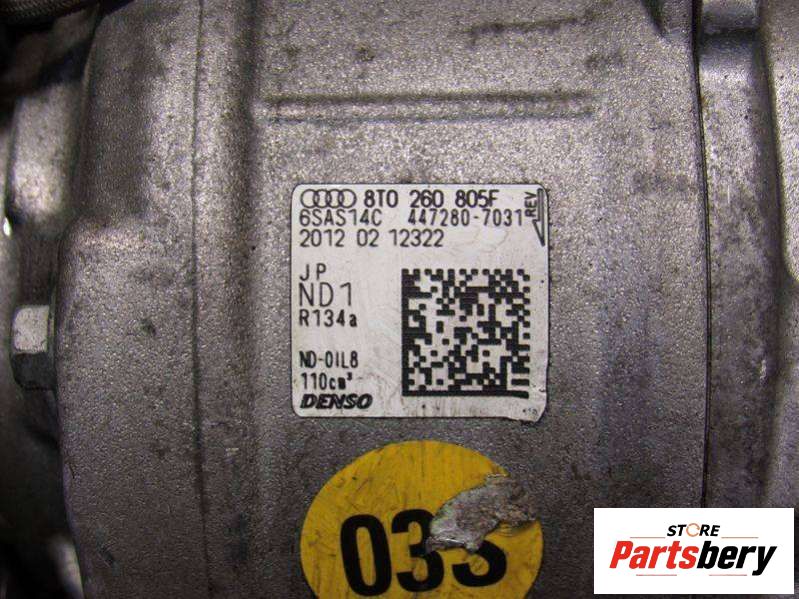 8T0 260 805F
6SAS14C 447280-7031
REV
2012 02 12322
JP
ND1
R134a
ND-OIL8
110cm³
DENSO
033
STORE
Partsbery